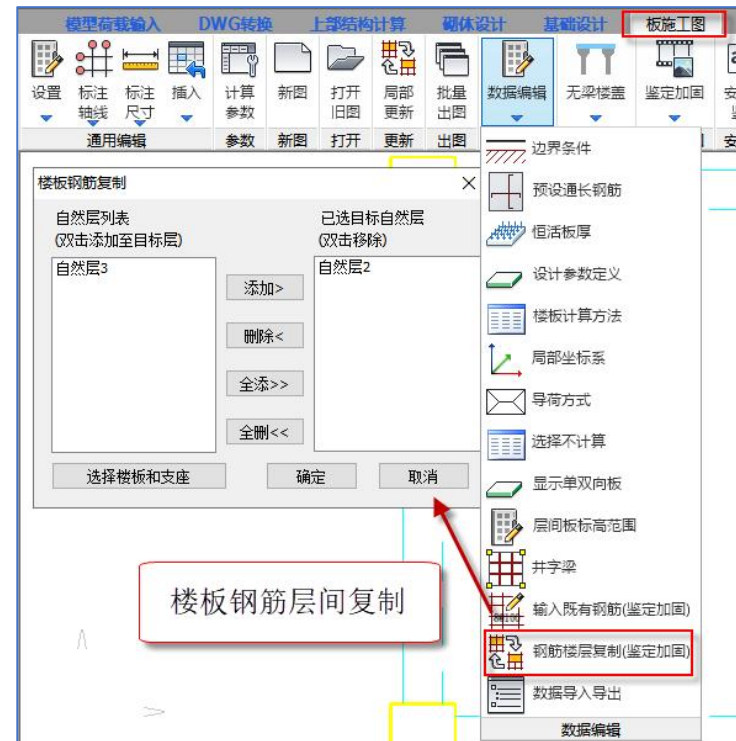 模型荷载输入 DWG转换 上部结构计算 砌体设计 基础设计 板施工图
设置 标注轴线 标注尺寸 插入 计算参数 新图 打开旧图 局部更新 批量出图 数据编辑 无梁楼盖 鉴定加固
通用编辑 参数 新图 打开 更新 出图
边界条件
预设通长钢筋
恒活板厚
设计参数定义
楼板计算方法
局部坐标系
导荷方式
选择不计算
显示单双向板
层间板标高范围
井字梁
输入既有钢筋(鉴定加固)
钢筋楼层复制(鉴定加固)
数据导入导出
数据编辑
楼板钢筋复制
自然层列表
(双击添加至目标层)
自然层3
已选目标自然层
(双击移除)
自然层2
添加>
删除<
全添>>
全删<<
选择楼板和支座 确定 取消
楼板钢筋层间复制